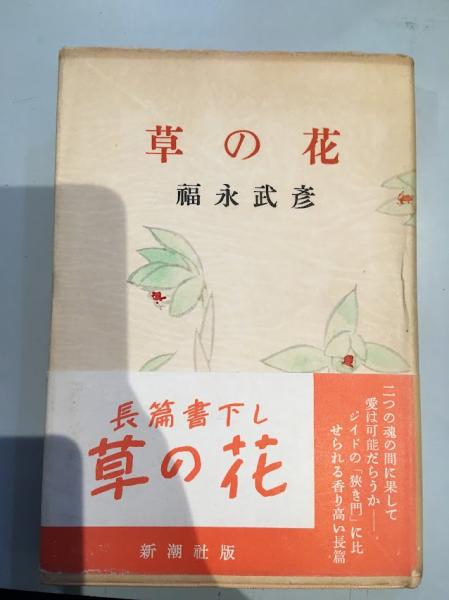 草の花
福永武彦
長篇書下し
草の花
新潮社版
二つの魂の間に果して
愛は可能だらうか――
ジイドの「狭き門」に比
せられる香り高い長篇